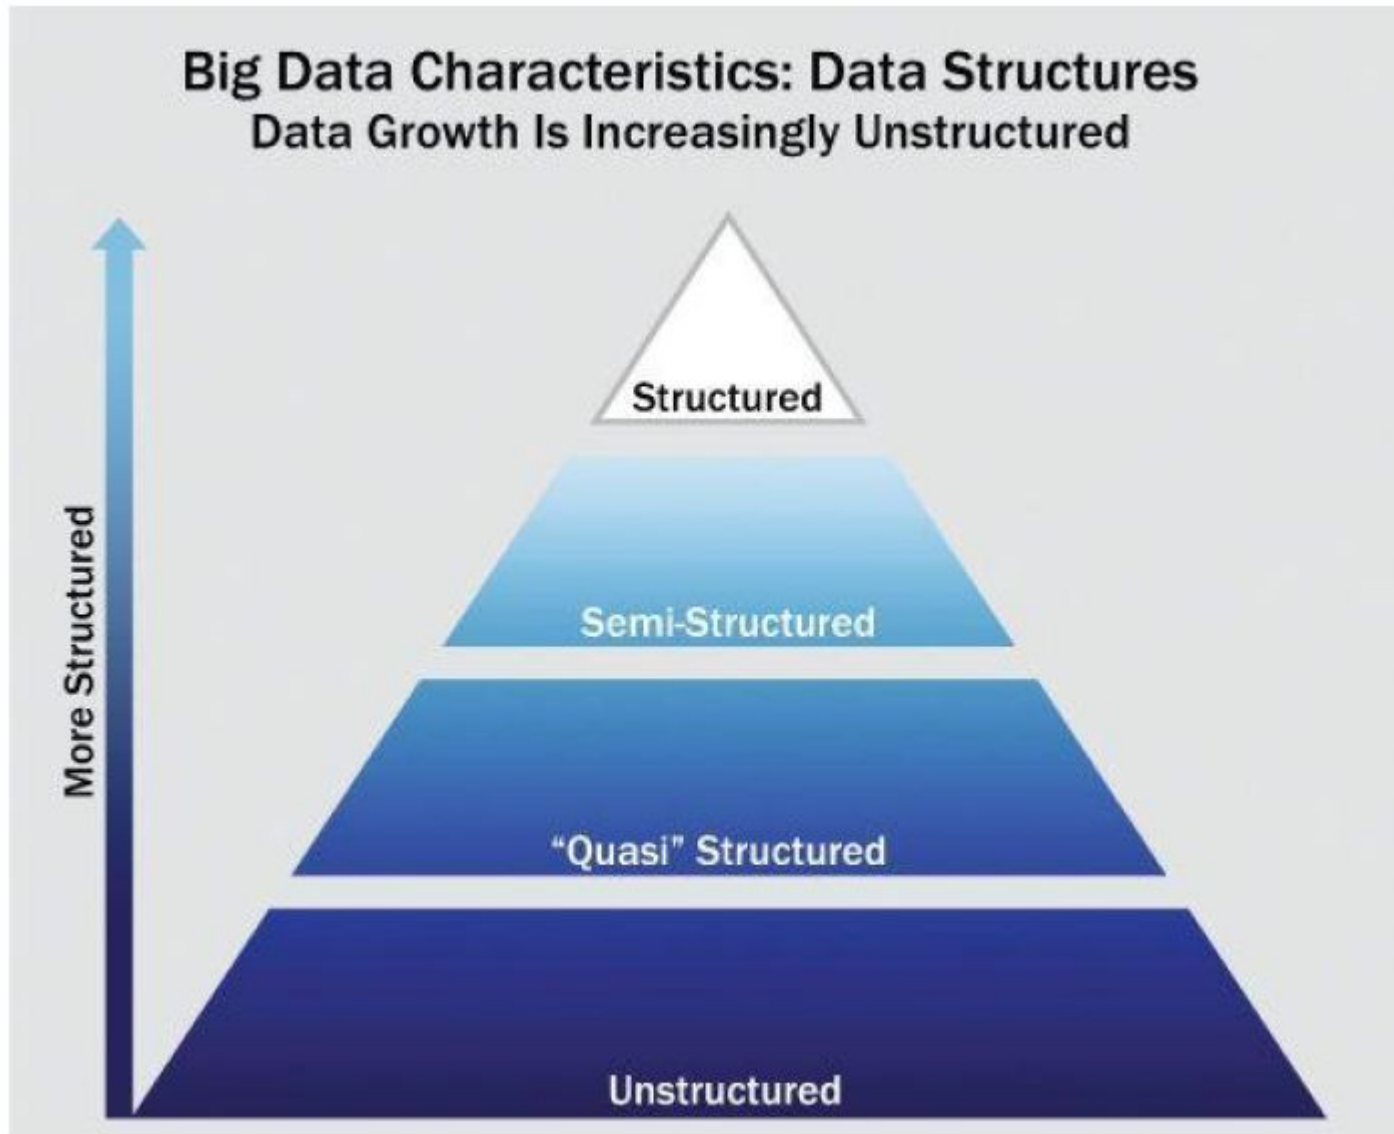 Big Data Characteristics: Data Structures
Data Growth Is Increasingly Unstructured
More Structured
Structured
Semi-Structured
“Quasi” Structured
Unstructured